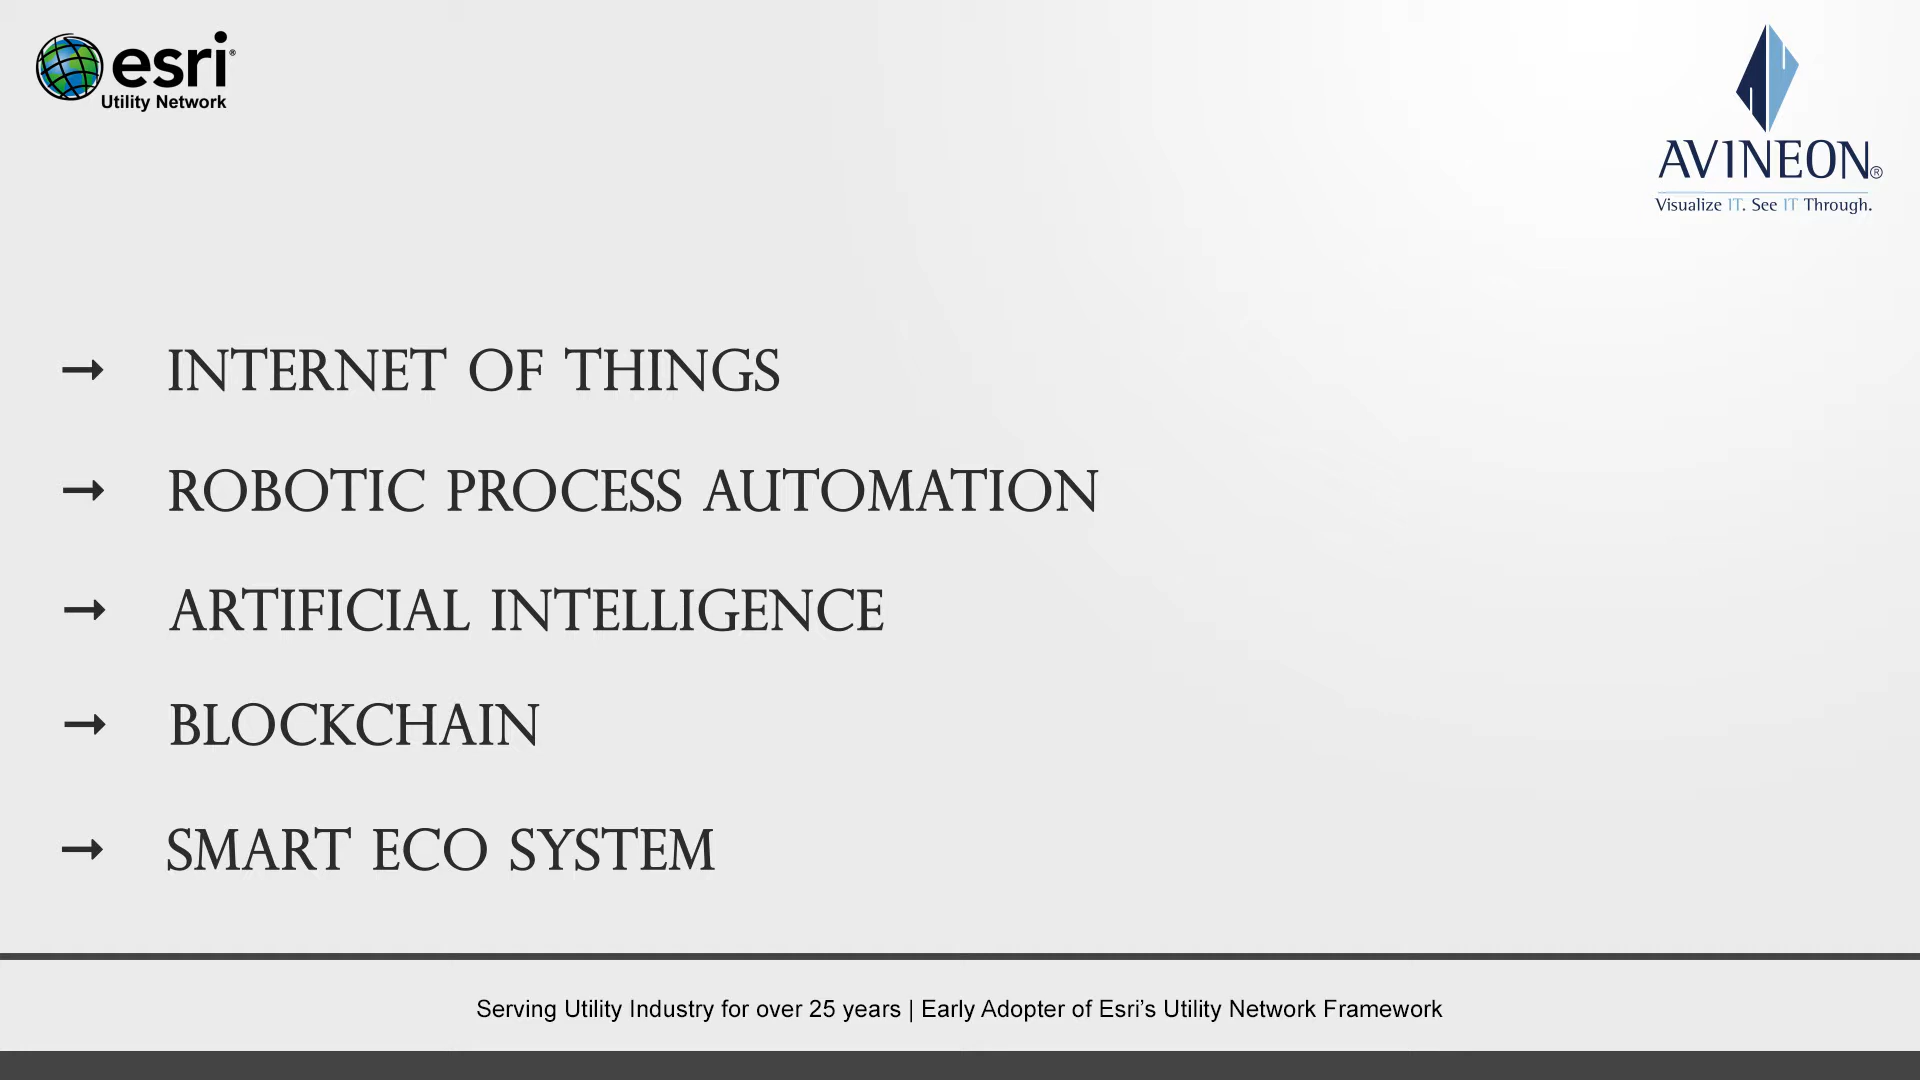 esri®
Utility Network
AVINEON®
Visualize IT. See IT Through.
→ INTERNET OF THINGS
→ ROBOTIC PROCESS AUTOMATION
→ ARTIFICIAL INTELLIGENCE
→ BLOCKCHAIN
→ SMART ECO SYSTEM
Serving Utility Industry for over 25 years | Early Adopter of Esri’s Utility Network Framework